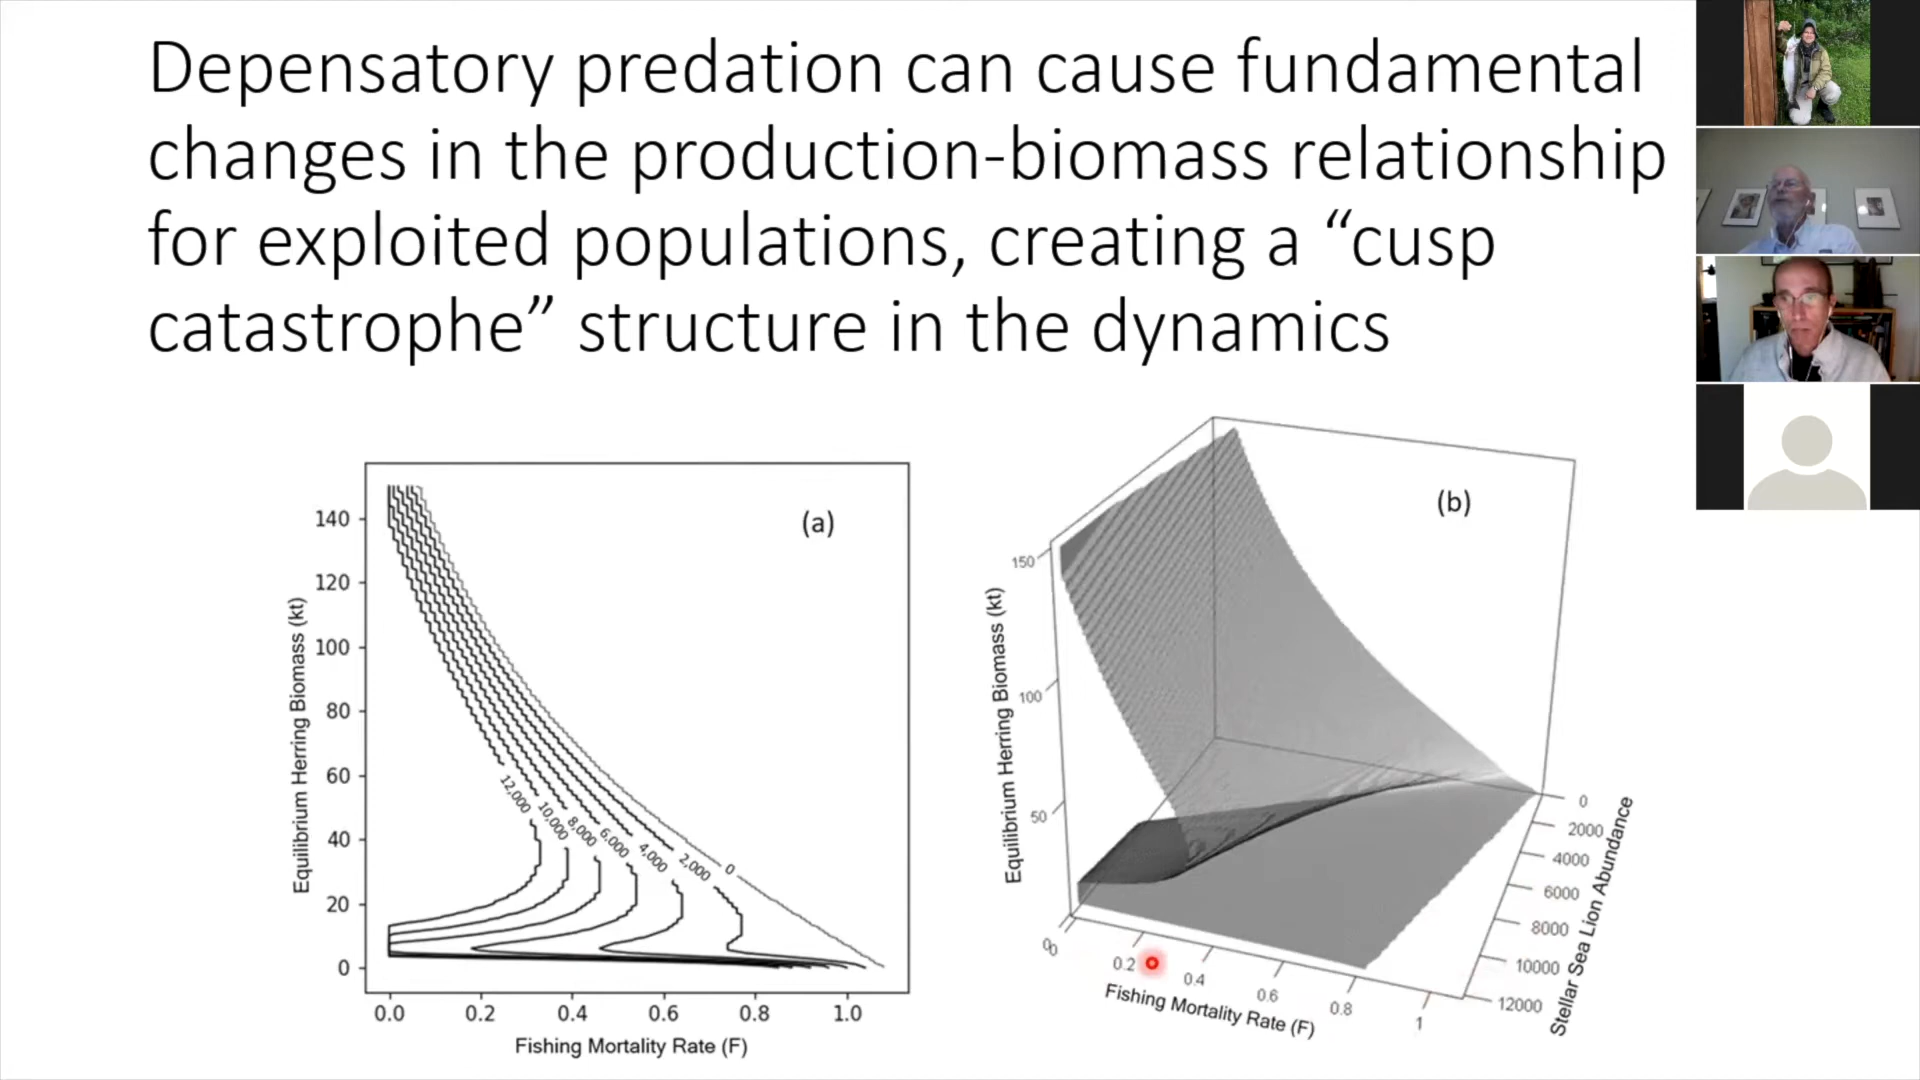 Depensatory predation can cause fundamental
changes in the production-biomass relationship
for exploited populations, creating a “cusp
catastrophe” structure in the dynamics
(a)
140
120
100
80
60
40
20
0
Equilibrium Herring Biomass (kt)
12,000
10,000
8,000
6,000
4,000
2,000
0
0.0 0.2 0.4 0.6 0.8 1.0
Fishing Mortality Rate (F)
(b)
150
100
50
0
Equilibrium Herring Biomass (kt)
0 0.2 0.4 0.6 0.8 1
Fishing Mortality Rate (F)
0
2000
4000
6000
8000
10000
12000
Stellar Sea Lion Abundance